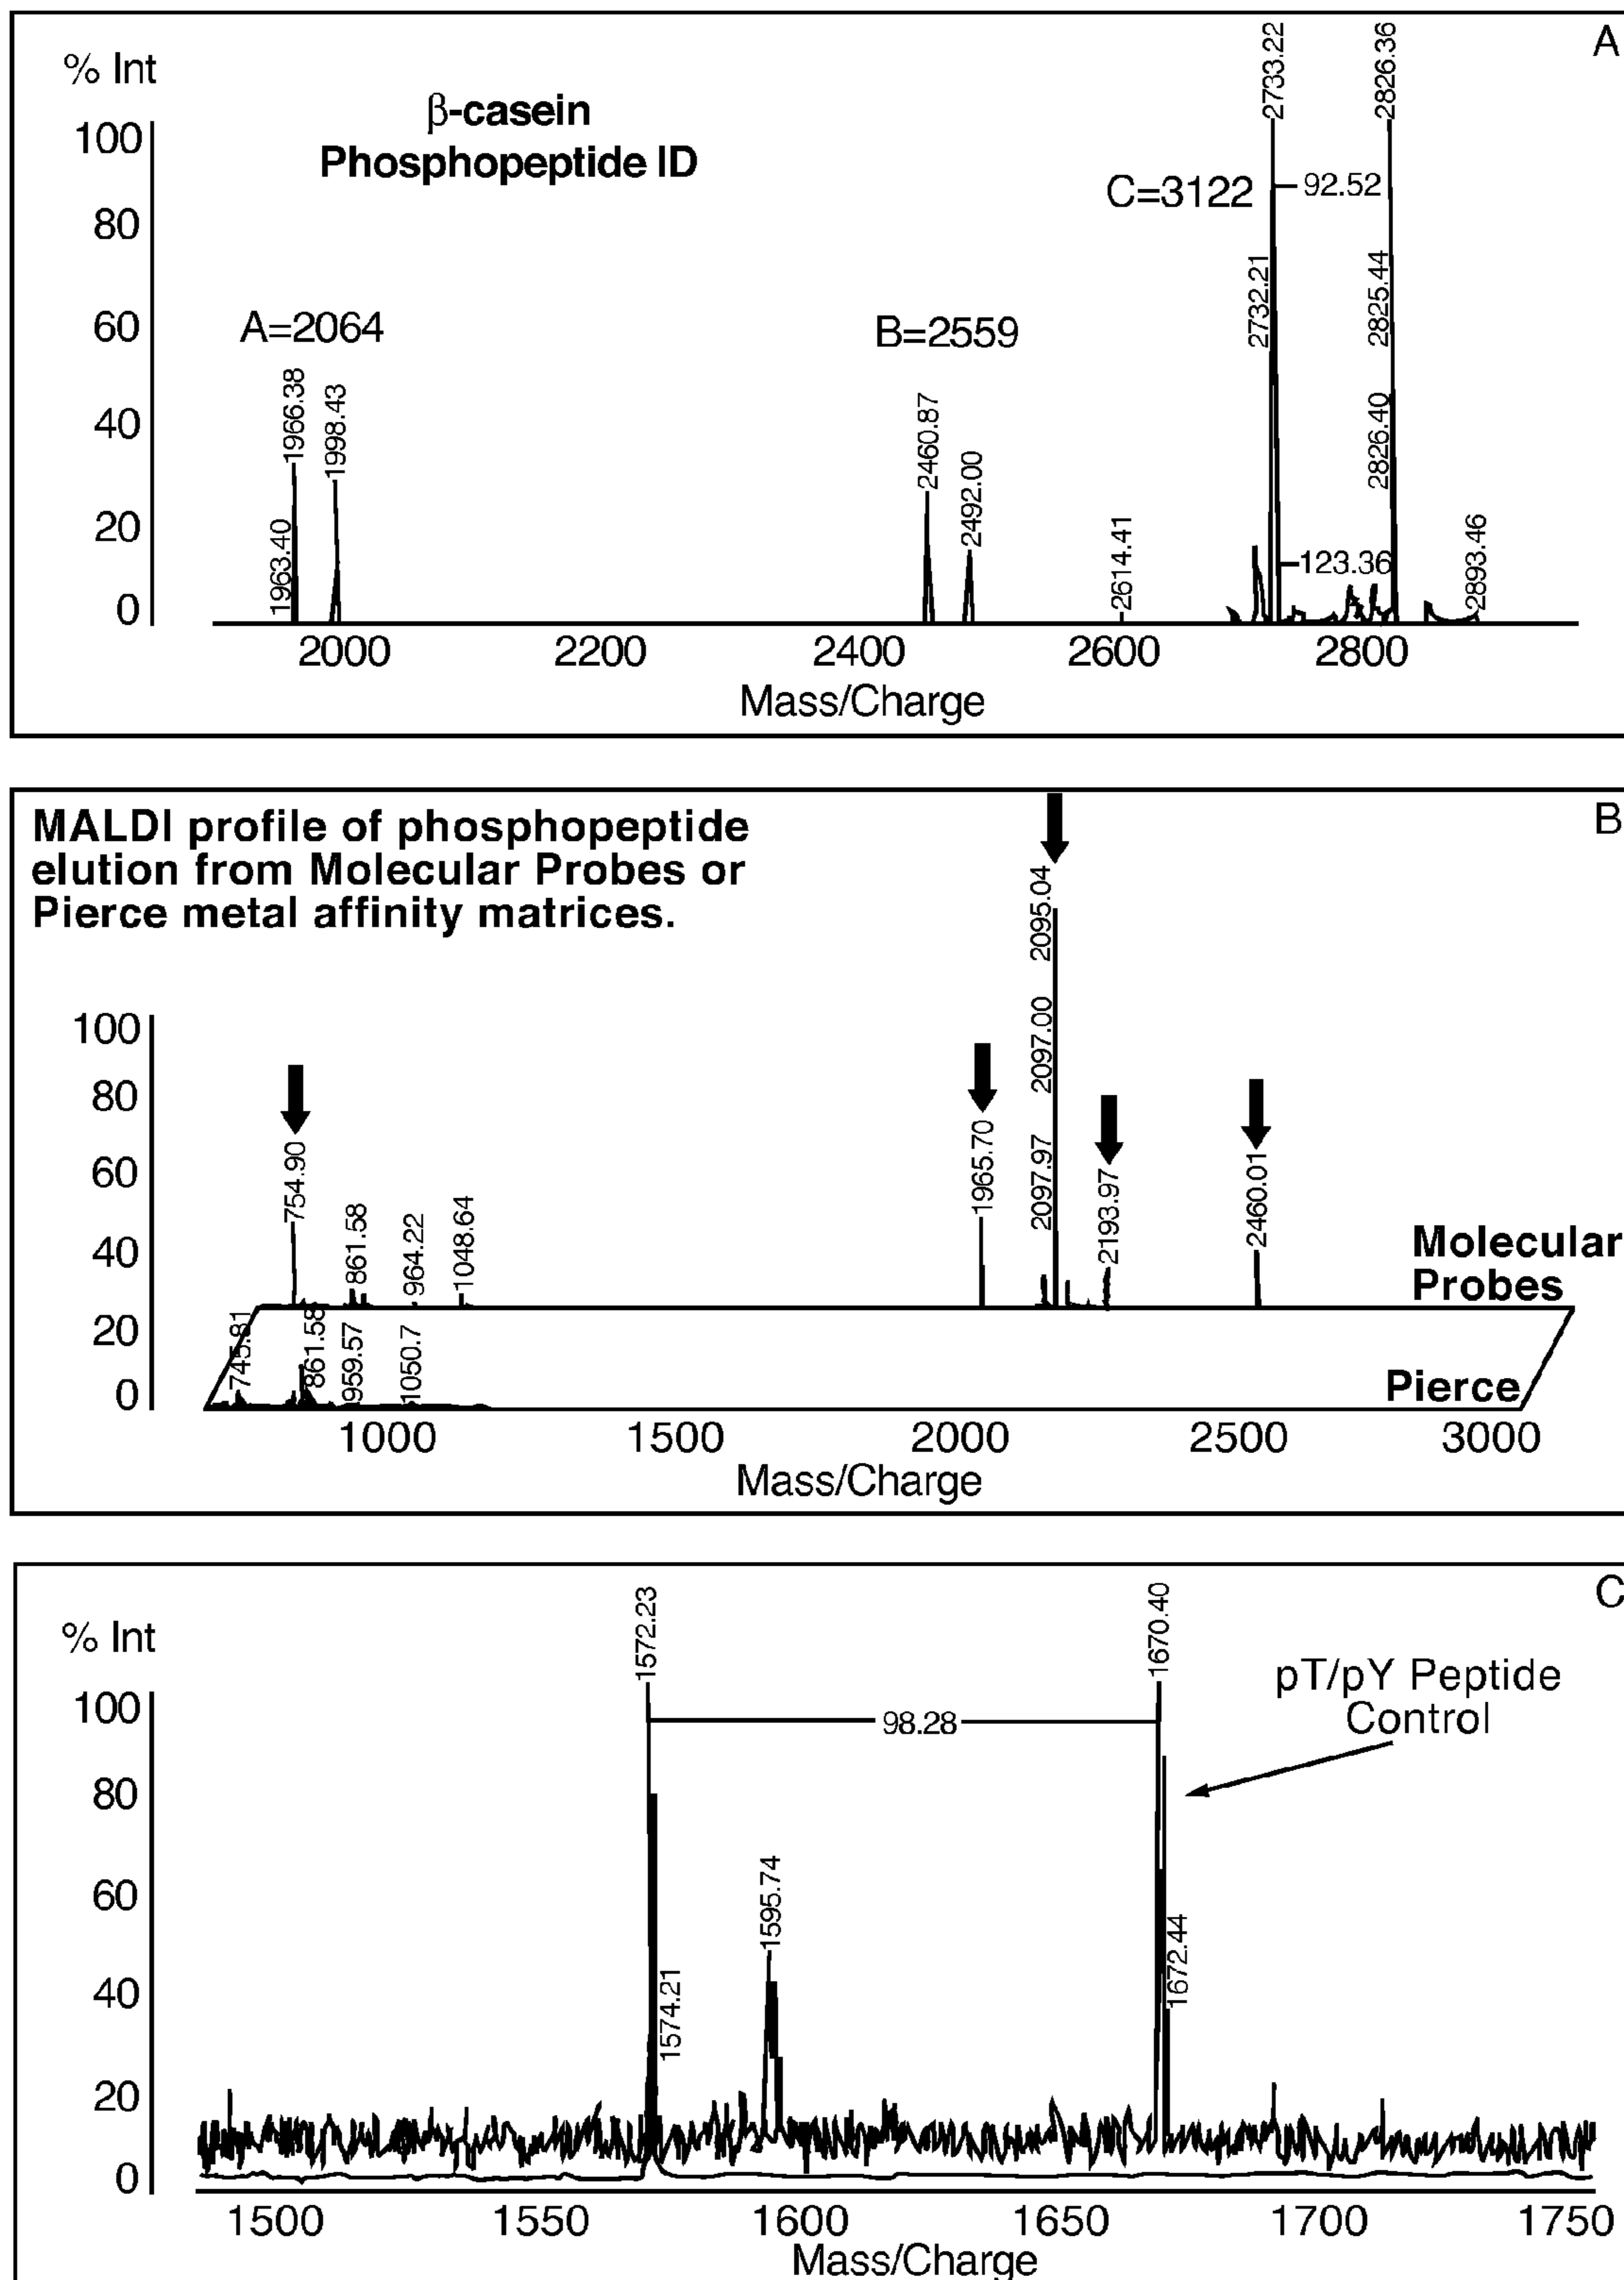 A
% Int
β-casein
Phosphopeptide ID
100
80
60
40
20
0
A=2064
B=2559
C=3122
1963.40
1966.38
1998.43
2460.87
2492.00
2614.41
2732.21
2733.22
92.52
123.36
2825.44
2826.40
2826.36
2893.46
2000 2200 2400 2600 2800
Mass/Charge
B
MALDI profile of phosphopeptide
elution from Molecular Probes or
Pierce metal affinity matrices.
100
80
60
40
20
0
754.90
861.58
964.22
1048.64
1965.70
2095.04
2097.00
2097.97
2193.97
2460.01
Molecular
Probes
745.81
861.58
959.57
1050.7
Pierce
1000 1500 2000 2500 3000
Mass/Charge
C
% Int
100
80
60
40
20
0
1572.23
1574.21
98.28
1595.74
1670.40
1672.44
pT/pY Peptide
Control
1500 1550 1600 1650 1700 1750
Mass/Charge